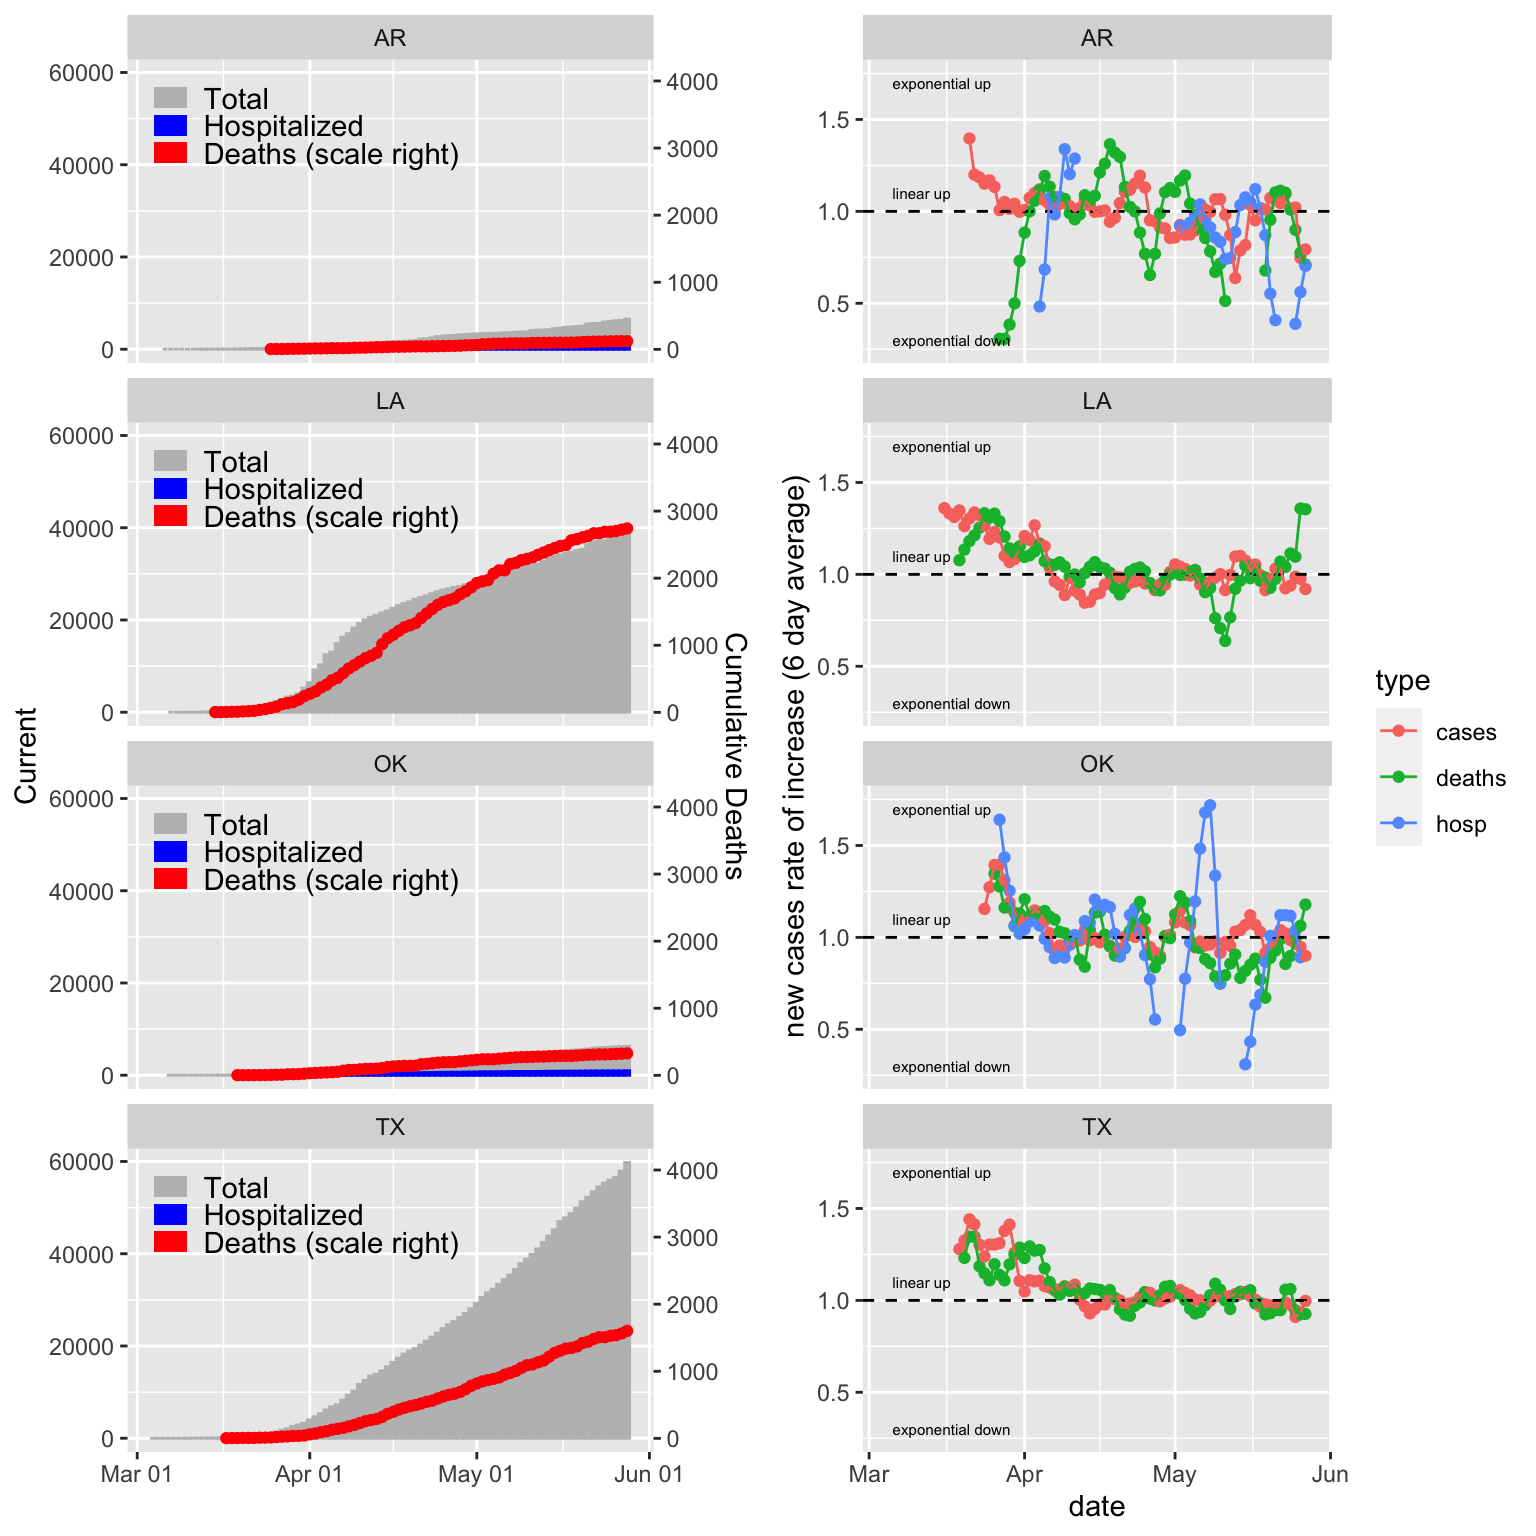 AR
60000
40000
20000
0
Total
Hospitalized
Deaths (scale right)
4000
3000
2000
1000
0
LA
60000
40000
20000
0
Total
Hospitalized
Deaths (scale right)
4000
3000
2000
1000
0
OK
60000
40000
20000
0
Total
Hospitalized
Deaths (scale right)
4000
3000
2000
1000
0
TX
60000
40000
20000
0
Total
Hospitalized
Deaths (scale right)
4000
3000
2000
1000
0
Mar 01 Apr 01 May 01 Jun 01
Current
Cumulative Deaths
AR
1.5
1.0
0.5
exponential up
linear up
exponential down
LA
1.5
1.0
0.5
exponential up
linear up
exponential down
OK
1.5
1.0
0.5
exponential up
linear up
exponential down
TX
1.5
1.0
0.5
exponential up
linear up
exponential down
Mar Apr May Jun
date
new cases rate of increase (6 day average)
type
cases
deaths
hosp